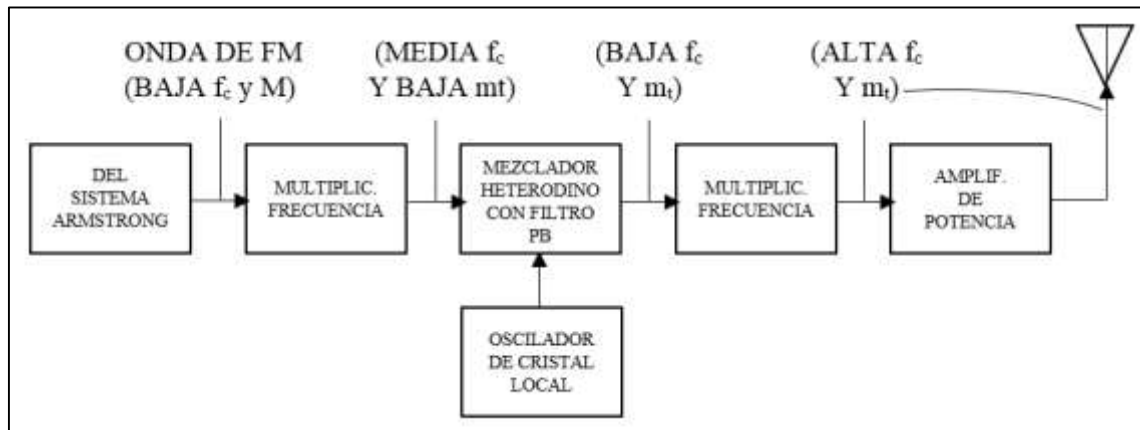 ONDA DE FM
(BAJA fc y M)
(MEDIA fc
Y BAJA mt)
(BAJA fc
Y mt)
(ALTA fc
Y mt)
DEL
SISTEMA
ARMSTRONG
MULTIPLIC.
FRECUENCIA
MEZCLADOR
HETERODINO
CON FILTRO
PB
MULTIPLIC.
FRECUENCIA
AMPLIF.
DE
POTENCIA
OSCILADOR
DE CRISTAL
LOCAL